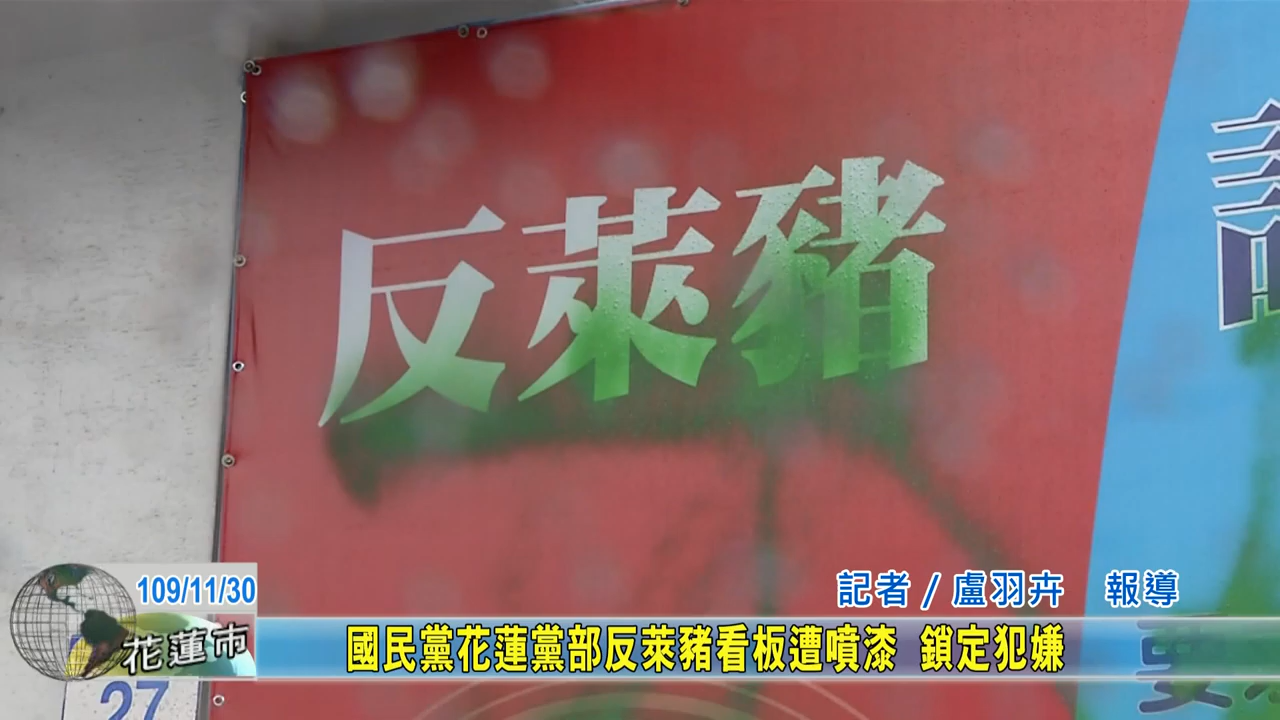 反萊豬
109/11/30
記者/盧羽卉 報導
花蓮市
國民黨花蓮黨部反萊豬看板遭噴漆 鎖定犯嫌
27